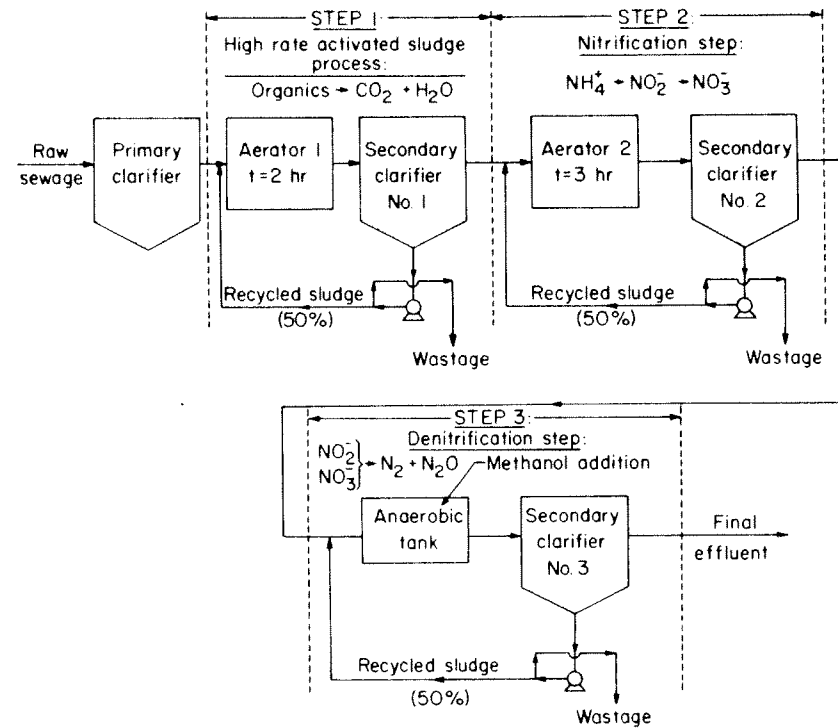 STEP 1
High rate activated sludge
process:
Organics → CO₂ + H₂O
STEP 2:
Nitrification step:
NH₄⁺ → NO₂⁻ → NO₃⁻
Raw
sewage
Primary
clarifier
Aerator 1
t=2 hr
Secondary
clarifier
No. 1
Aerator 2
t=3 hr
Secondary
clarifier
No. 2
Recycled sludge
(50%)
Wastage
Recycled sludge
(50%)
Wastage
STEP 3:
Denitrification step:
NO₂⁻
NO₃⁻
} → N₂ + N₂O
Methanol addition
Anaerobic
tank
Secondary
clarifier
No. 3
Final
effluent
Recycled sludge
(50%)
Wastage